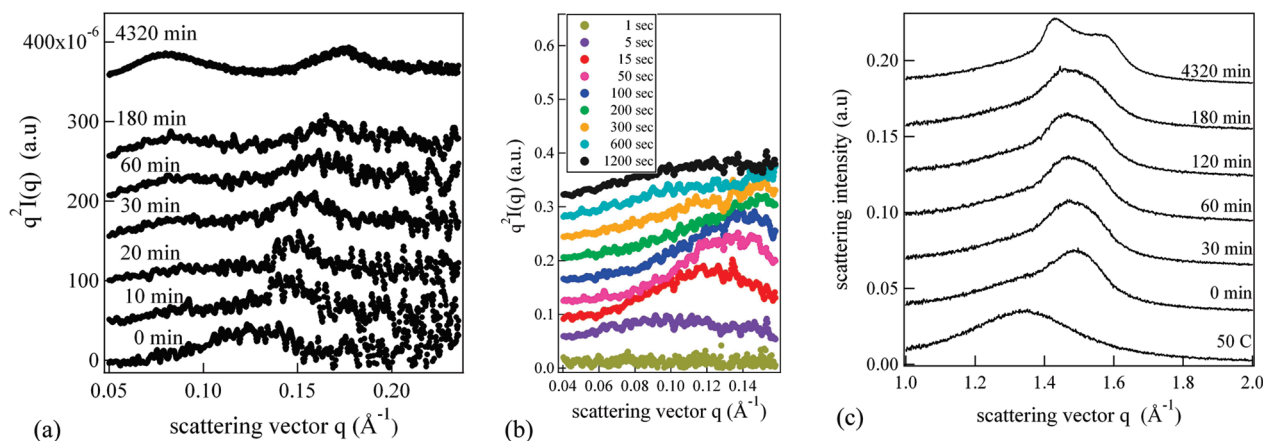 400x10⁻⁶
300
200
100
0
q²I(q) (a.u)
4320 min
180 min
60 min
30 min
20 min
10 min
0 min
0.05
0.10
0.15
0.20
scattering vector q (Å⁻¹)
(a)
0.6
0.5
0.4
0.3
0.2
0.1
0.0
q²I(q) (a.u.)
1 sec
5 sec
15 sec
50 sec
100 sec
200 sec
300 sec
600 sec
1200 sec
0.04
0.06
0.08
0.10
0.12
0.14
scattering vector q (Å⁻¹)
(b)
0.20
0.15
0.10
0.05
0.00
scattering intensity (a.u)
4320 min
180 min
120 min
60 min
30 min
0 min
50 C
1.0
1.2
1.4
1.6
1.8
2.0
scattering vector q (Å⁻¹)
(c)